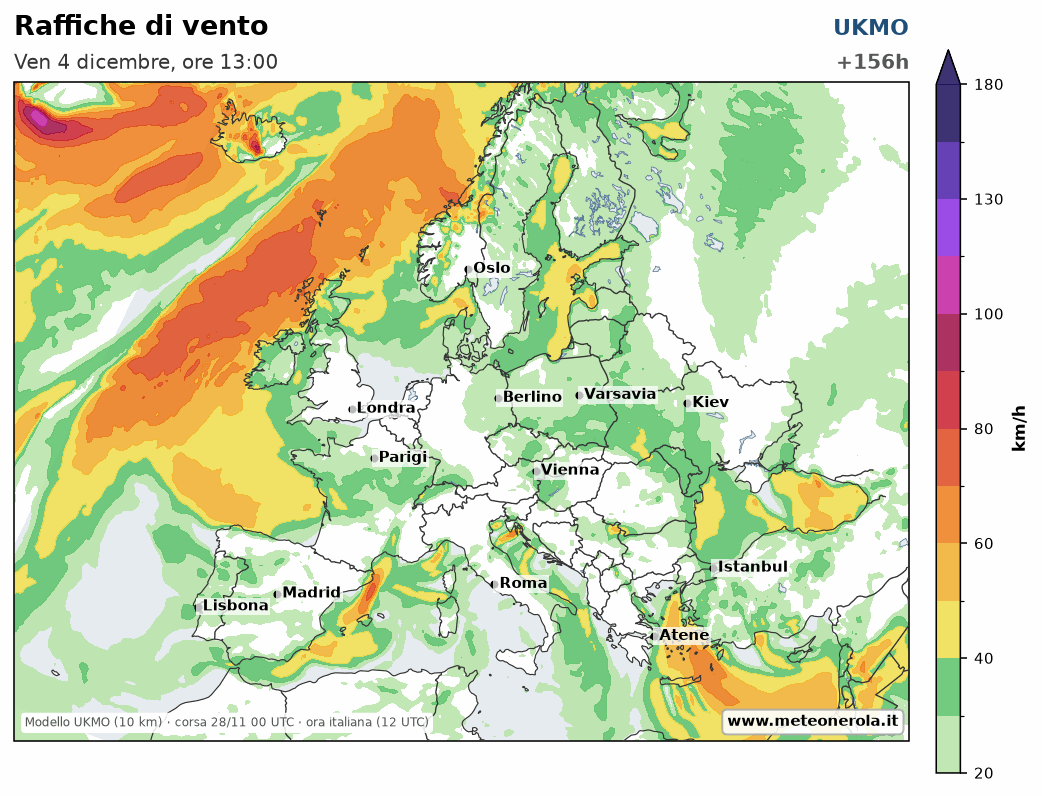 Raffiche di vento
UKMO
Ven 4 dicembre, ore 13:00
+156h
180
130
100
80
60
40
20
km/h
Oslo
Berlino
Varsavia
Kiev
Londra
Parigi
Vienna
Istanbul
Roma
Madrid
Lisbona
Atene
Modello UKMO (10 km) · corsa 28/11 00 UTC · ora italiana (12 UTC)
www.meteonerola.it